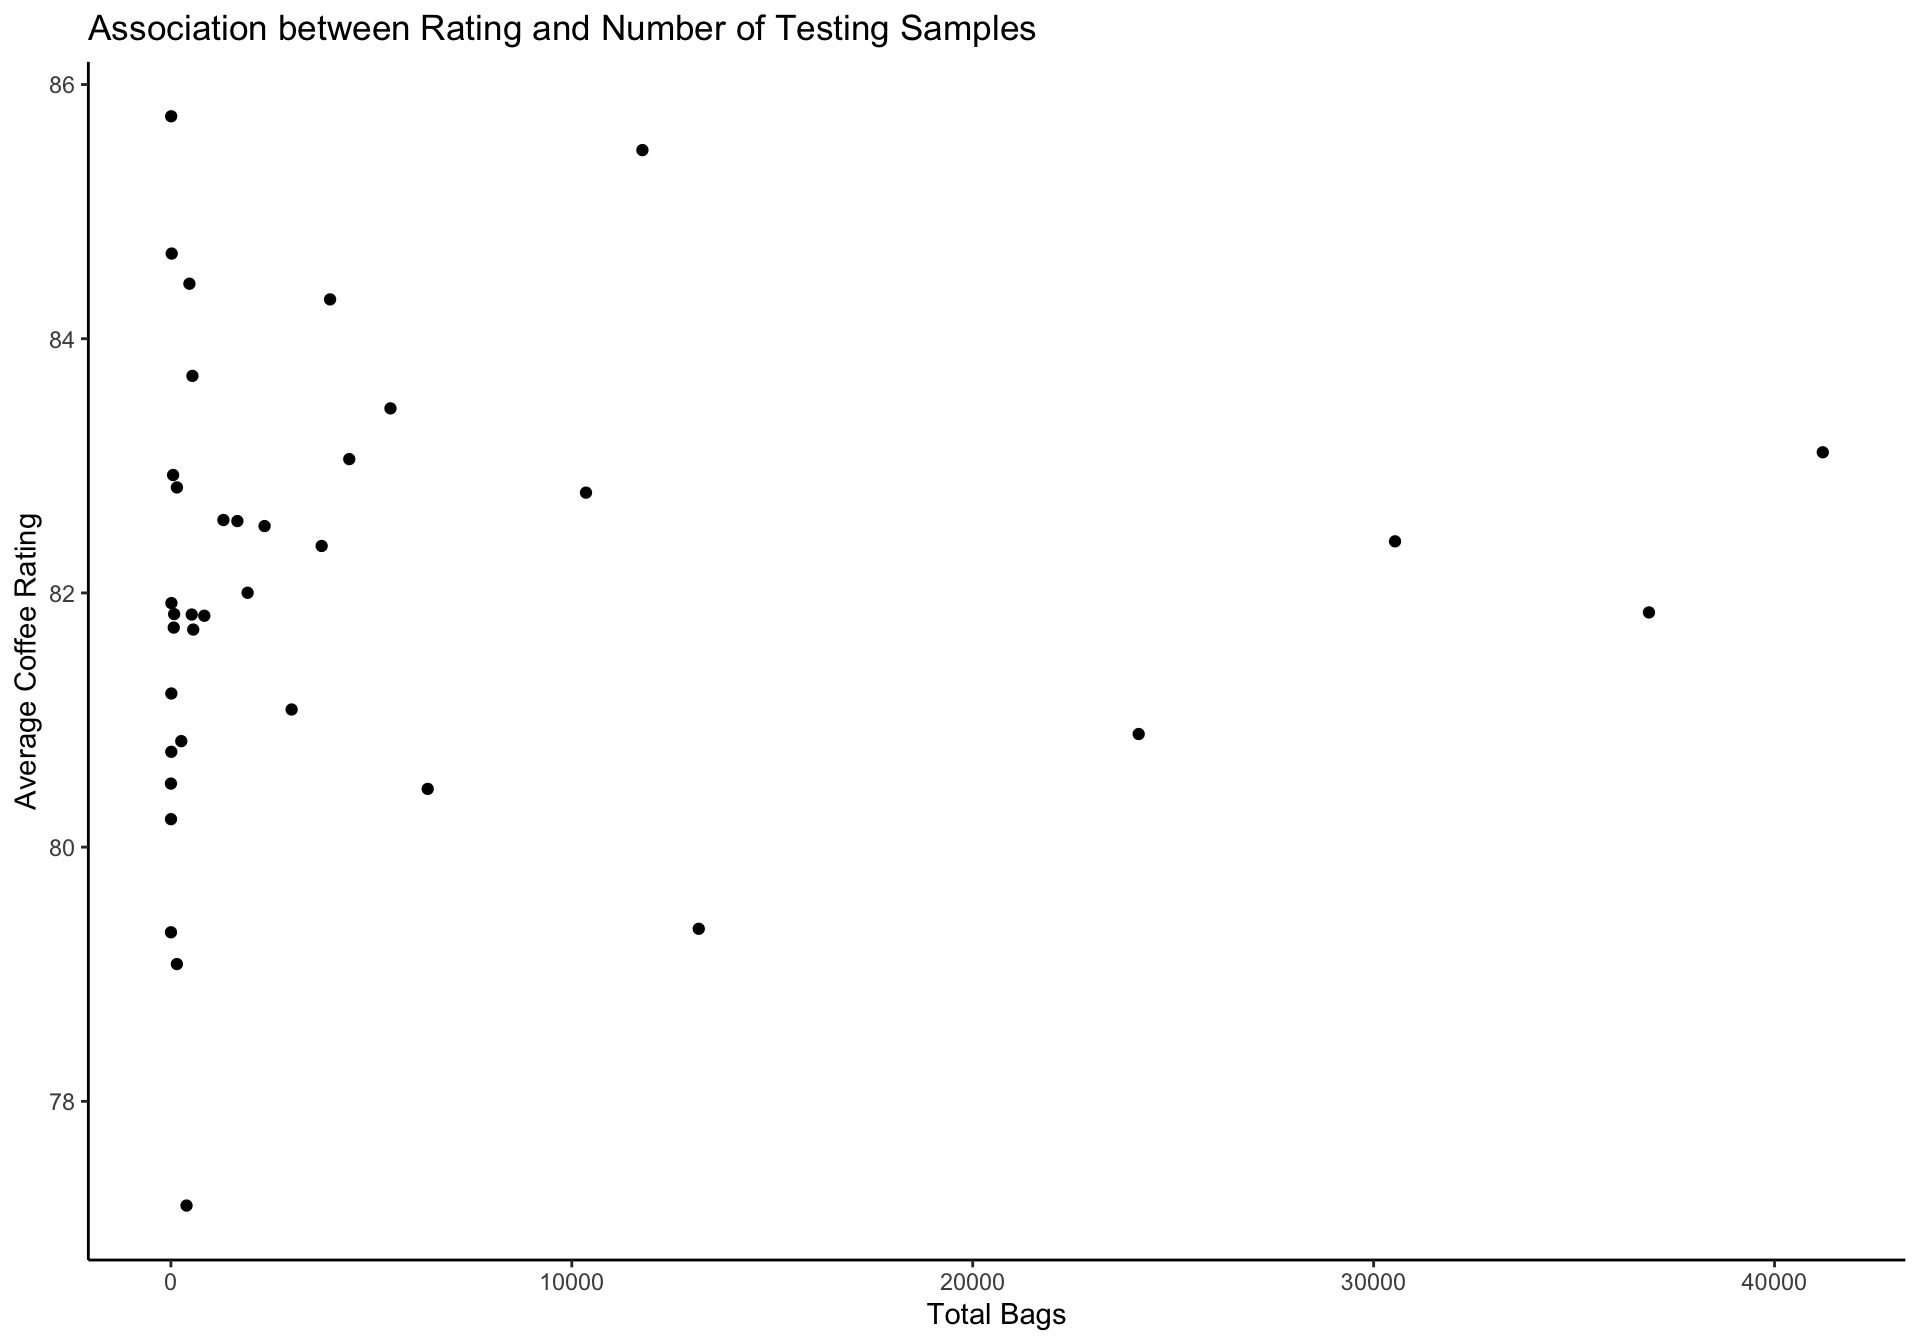 Association between Rating and Number of Testing Samples
86
84
82
80
78
Average Coffee Rating
0 10000 20000 30000 40000
Total Bags